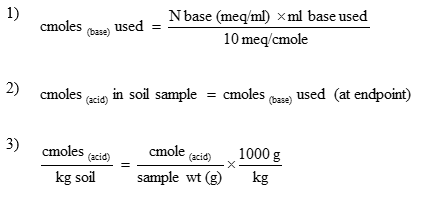 1) cmoles (base) used = N base (meq/ml) × ml base used / 10 meq/cmole
2) cmoles (acid) in soil sample = cmoles (base) used (at endpoint)
3) cmoles (acid) / kg soil = cmole (acid) / sample wt (g) × 1000 g / kg